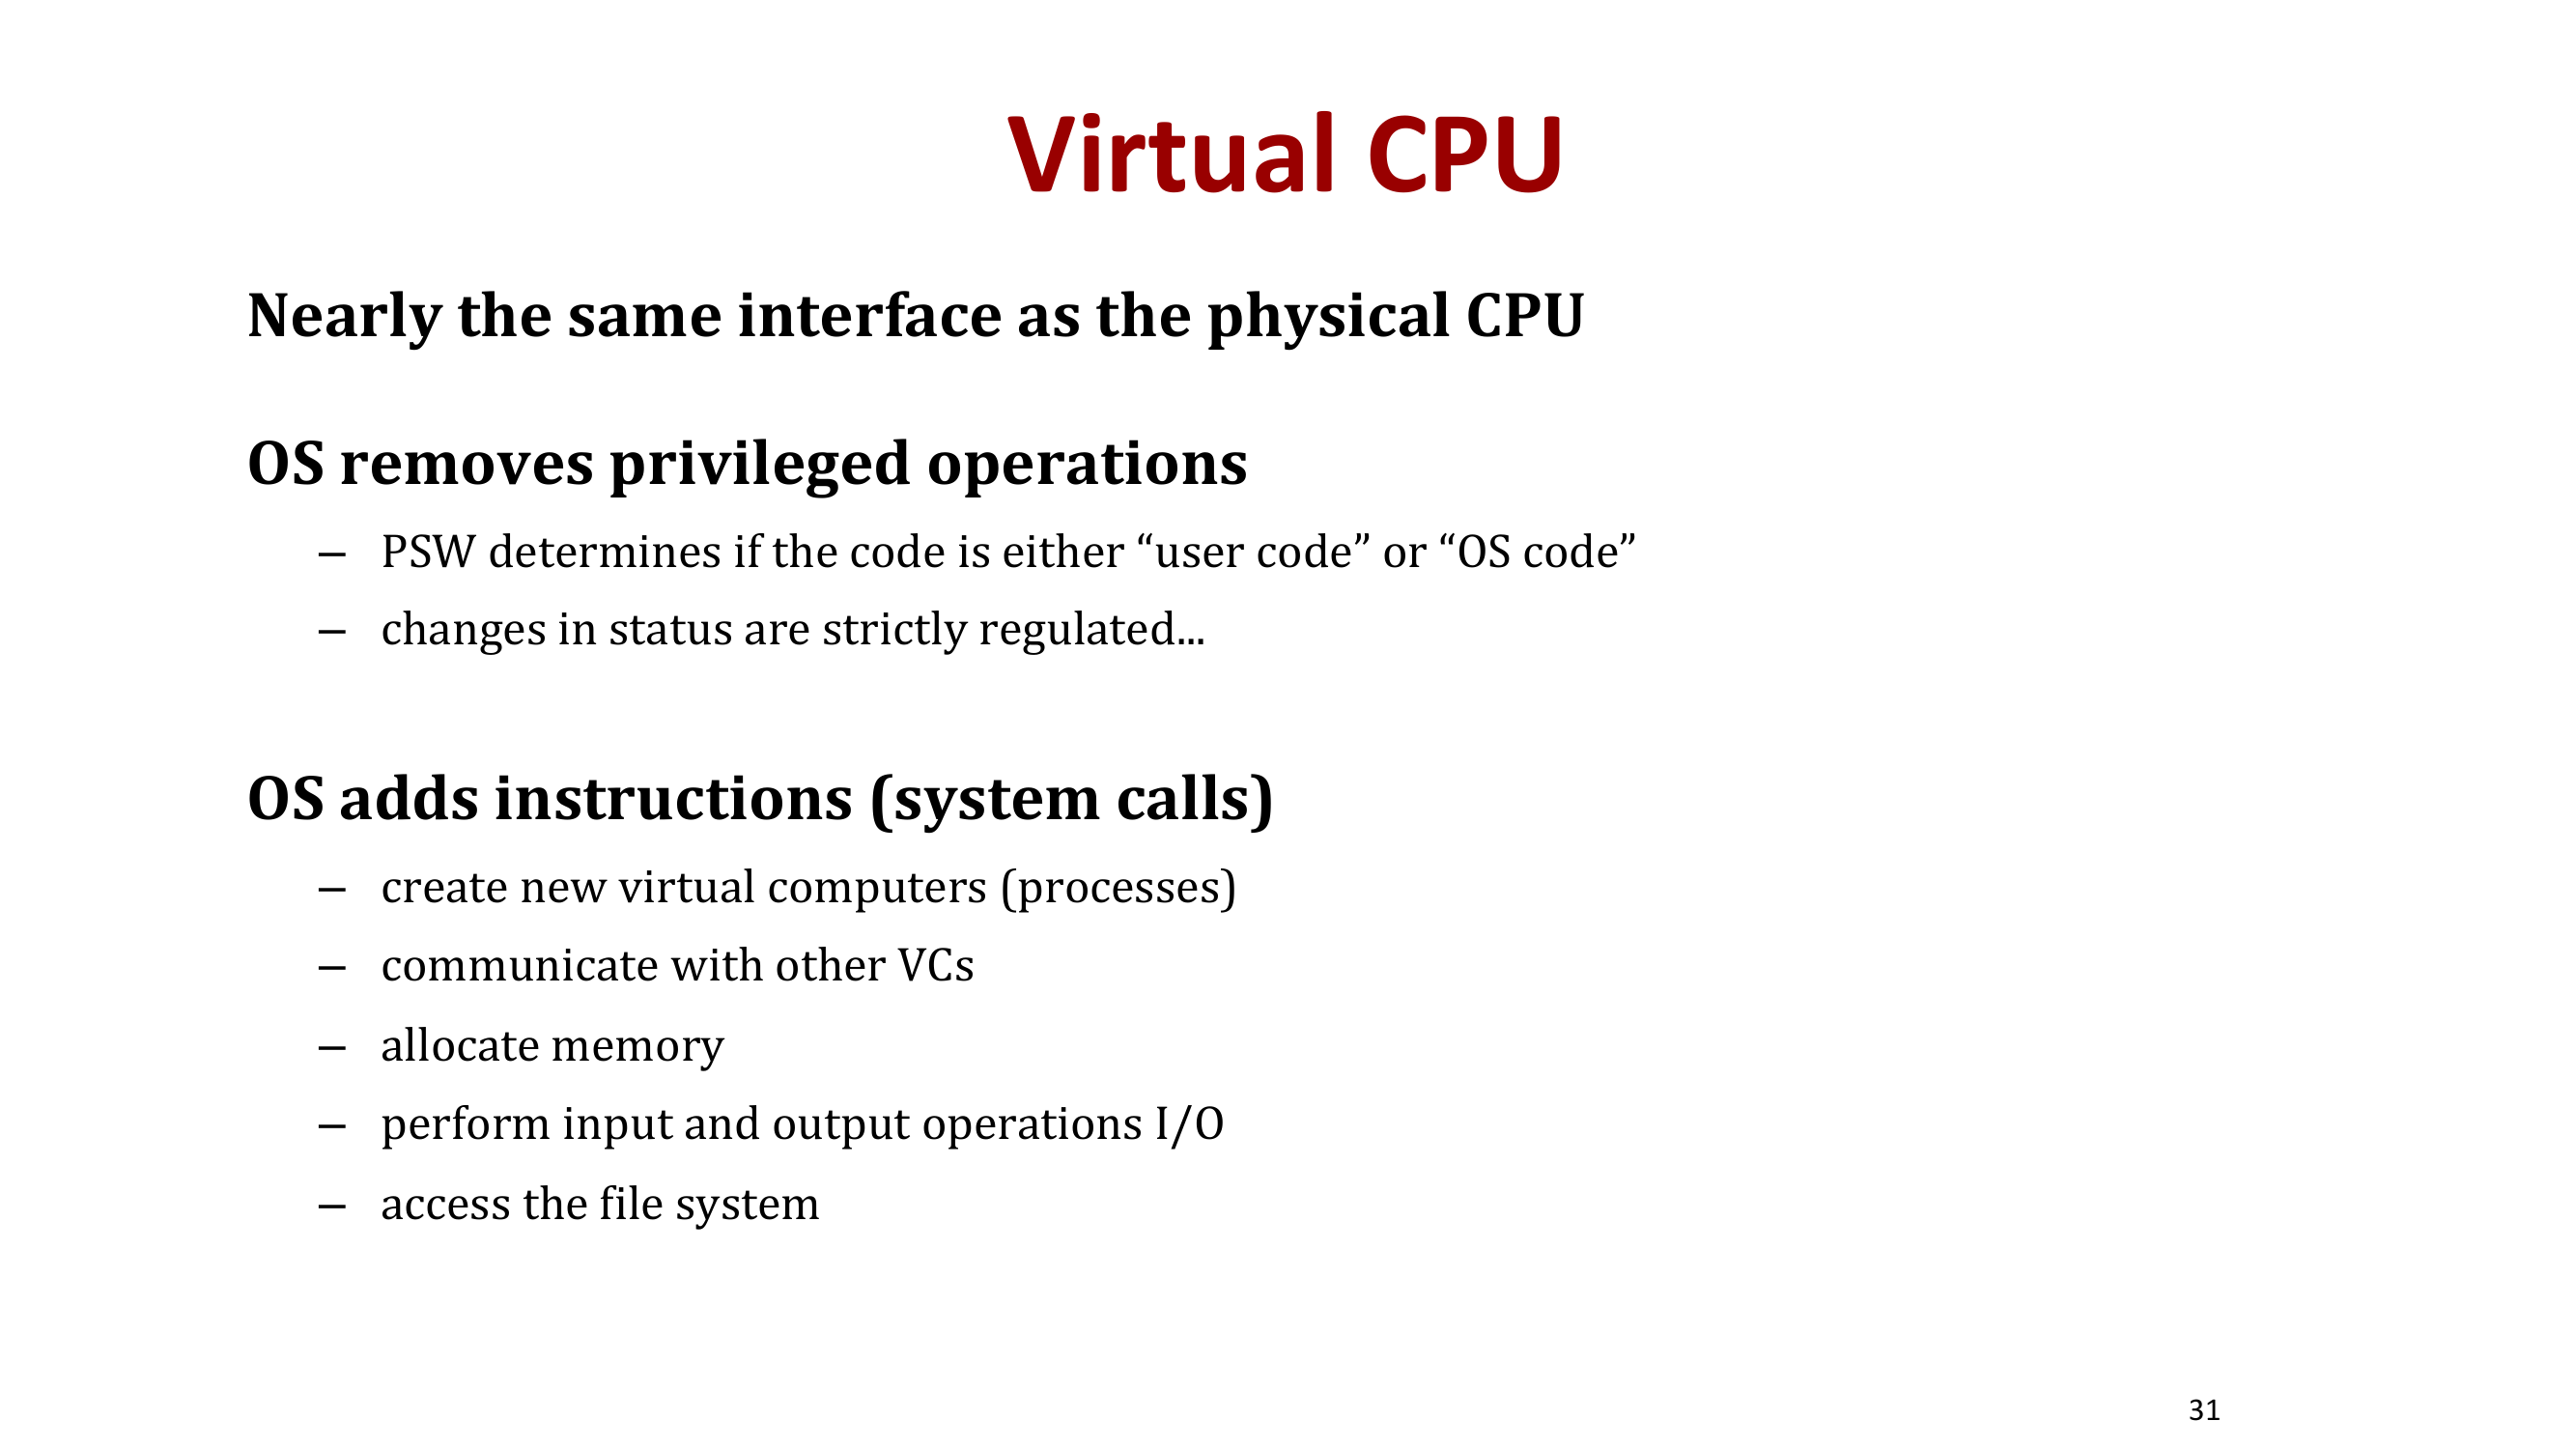 Virtual CPU
Nearly the same interface as the physical CPU
OS removes privileged operations
– PSW determines if the code is either “user code” or “OS code”
– changes in status are strictly regulated...
OS adds instructions (system calls)
– create new virtual computers (processes)
– communicate with other VCs
– allocate memory
– perform input and output operations I/O
– access the file system
31